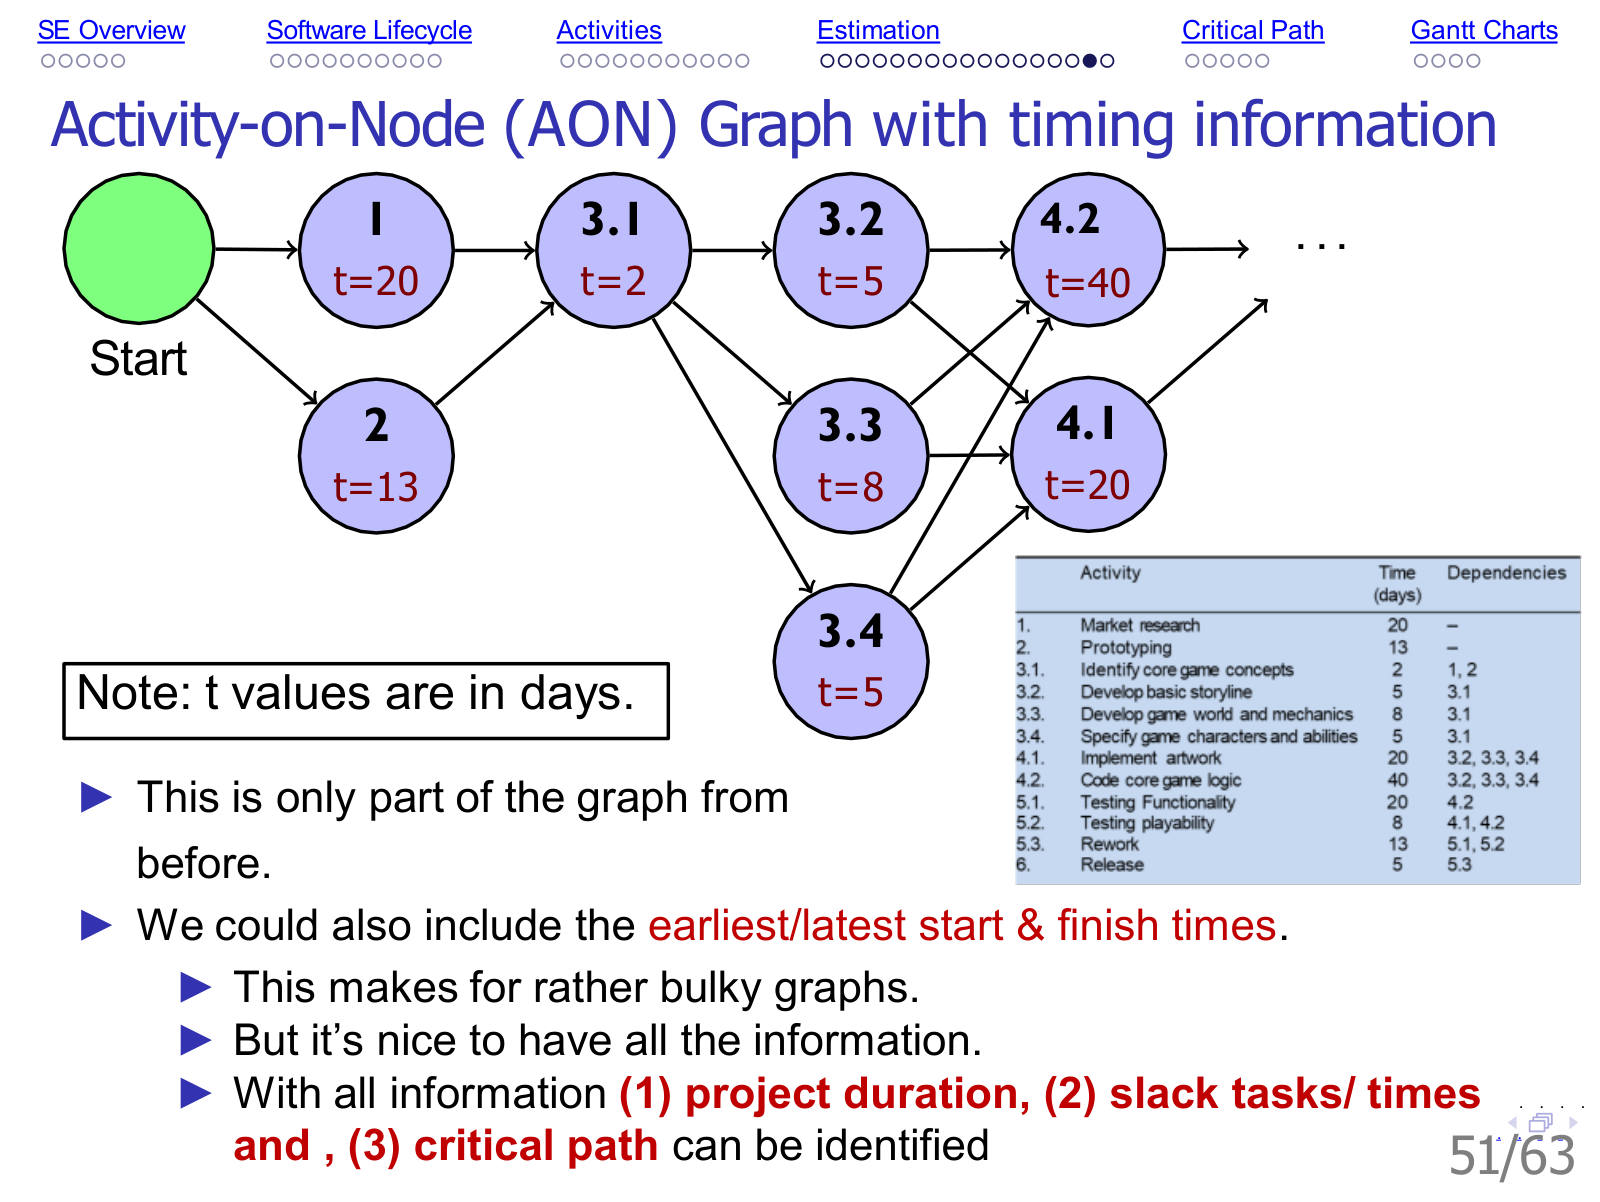 SE Overview Software Lifecycle Activities Estimation Critical Path Gantt Charts
Activity-on-Node (AON) Graph with timing information
1 3.1 3.2 4.2
t=20 t=2 t=5 t=40
. . .
Start
2 3.3 4.1
t=13 t=8 t=20
3.4
t=5
Note: t values are in days.
Activity Time Dependencies
(days)
1. Market research 20 –
2. Prototyping 13 –
3.1. Identify core game concepts 2 1, 2
3.2. Develop basic storyline 5 3.1
3.3. Develop game world and mechanics 8 3.1
3.4. Specify game characters and abilities 5 3.1
4.1. Implement artwork 20 3.2, 3.3, 3.4
4.2. Code core game logic 40 3.2, 3.3, 3.4
5.1. Testing Functionality 20 4.2
5.2. Testing playability 8 4.1, 4.2
5.3. Rework 13 5.1, 5.2
6. Release 5 5.3
This is only part of the graph from
before.
We could also include the earliest/latest start & finish times.
This makes for rather bulky graphs.
But it’s nice to have all the information.
With all information (1) project duration, (2) slack tasks/ times
and , (3) critical path can be identified
51/63